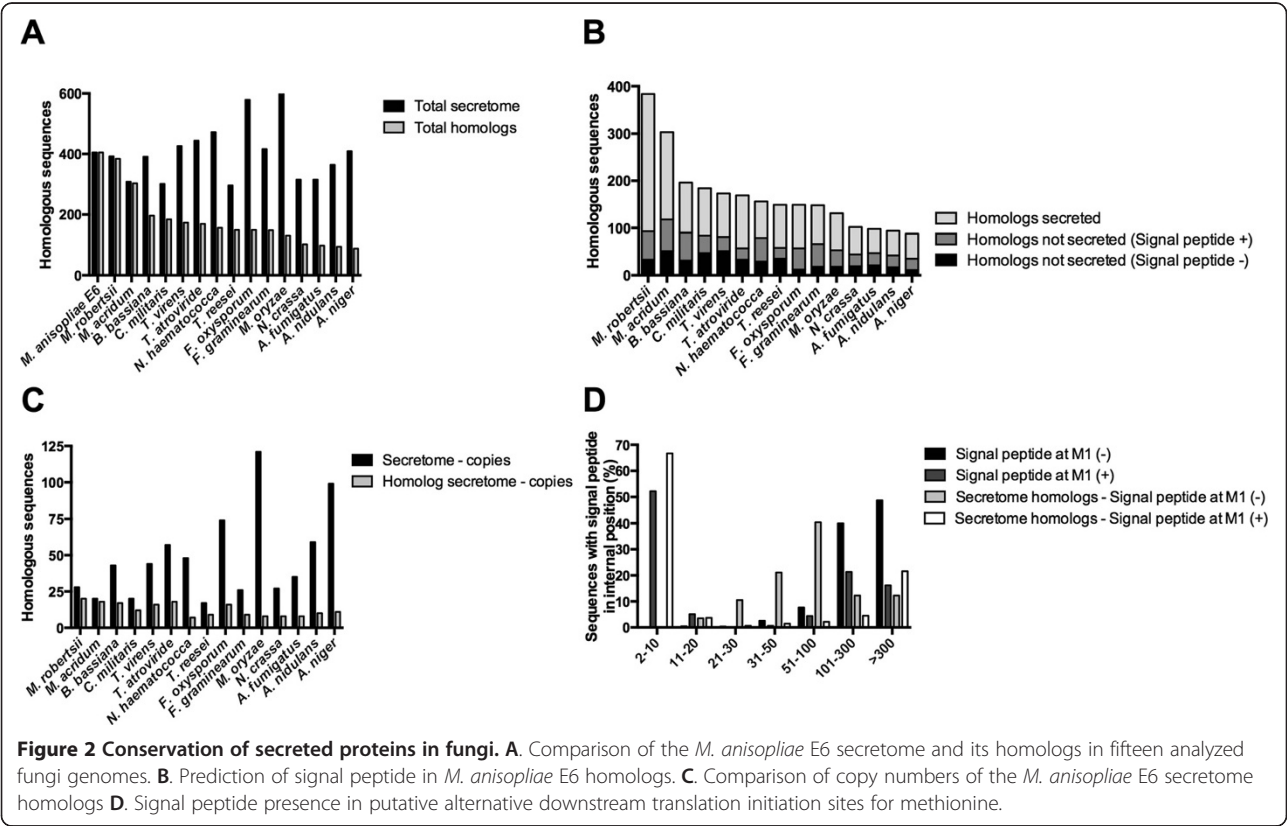 A
Homologous sequences
600
400
200
0
Total secretome
Total homologs
M. anisopliae E6
M. robertsii
M. acridum
B. bassiana
C. militaris
T. virens
T. atroviride
N. haematococca
T. reesei
F. oxysporum
F. graminearum
M. oryzae
N. crassa
A. fumigatus
A. nidulans
A. niger
B
Homologous sequences
400
300
200
100
0
Homologs secreted
Homologs not secreted (Signal peptide +)
Homologs not secreted (Signal peptide -)
M. robertsii
M. acridum
B. bassiana
C. militaris
T. virens
T. atroviride
N. haematococca
T. reesei
F. oxysporum
F. graminearum
M. oryzae
N. crassa
A. fumigatus
A. nidulans
A. niger
C
Homologous sequences
125
100
75
50
25
0
Secretome - copies
Homolog secretome - copies
M. robertsii
M. acridum
B. bassiana
C. militaris
T. virens
T. atroviride
N. haematococca
T. reesei
F. oxysporum
F. graminearum
M. oryzae
N. crassa
A. fumigatus
A. nidulans
A. niger
D
Sequences with signal peptide
in internal position (%)
70
60
50
40
30
20
10
0
Signal peptide at M1 (-)
Signal peptide at M1 (+)
Secretome homologs - Signal peptide at M1 (-)
Secretome homologs - Signal peptide at M1 (+)
2-10
11-20
21-30
31-50
51-100
101-300
>300
Figure 2 Conservation of secreted proteins in fungi. A. Comparison of the M. anisopliae E6 secretome and its homologs in fifteen analyzed
fungi genomes. B. Prediction of signal peptide in M. anisopliae E6 homologs. C. Comparison of copy numbers of the M. anisopliae E6 secretome
homologs D. Signal peptide presence in putative alternative downstream translation initiation sites for methionine.